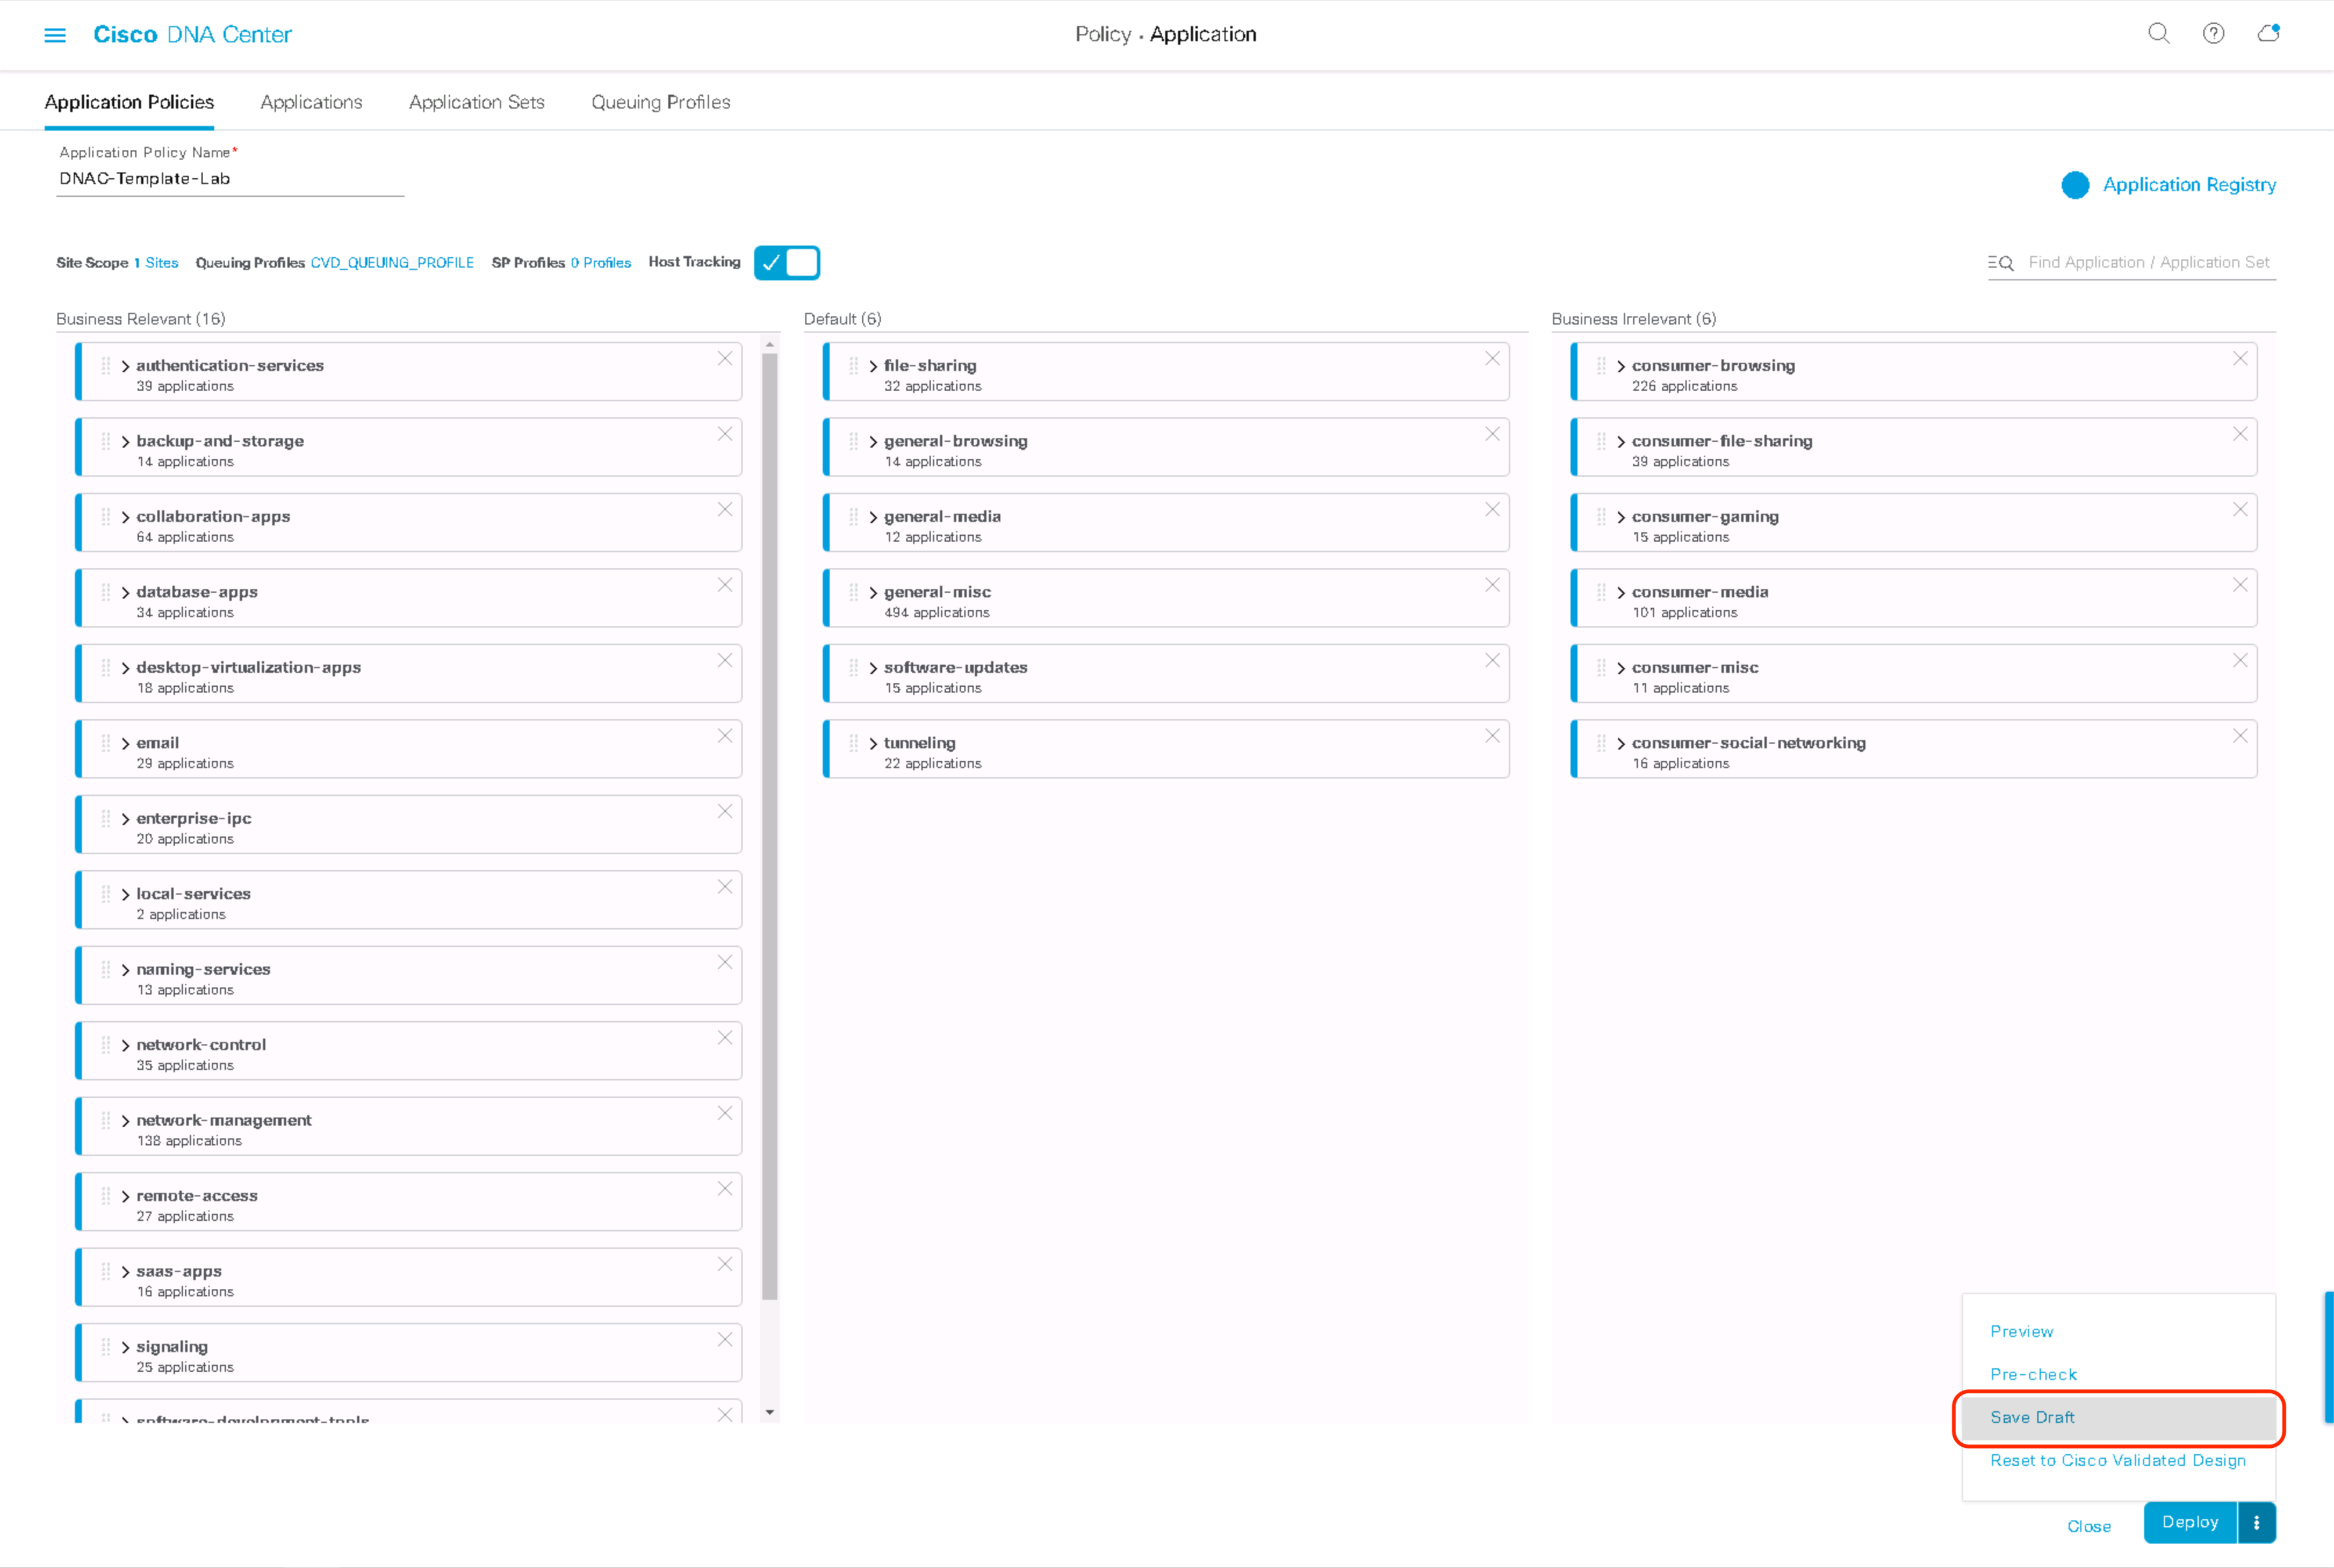 Cisco DNA Center
Policy · Application
Application Policies Applications Application Sets Queuing Profiles
Application Policy Name*
DNAC-Template-Lab
Application Registry
Site Scope 1 Sites Queuing Profiles CVD_QUEUING_PROFILE SP Profiles 0 Profiles Host Tracking
Find Application / Application Set
Business Relevant (16)
authentication-services
39 applications
backup-and-storage
14 applications
collaboration-apps
64 applications
database-apps
34 applications
desktop-virtualization-apps
18 applications
email
29 applications
enterprise-ipc
20 applications
local-services
2 applications
naming-services
13 applications
network-control
35 applications
network-management
138 applications
remote-access
27 applications
saas-apps
16 applications
signaling
25 applications
software-development-tools
Default (6)
file-sharing
32 applications
general-browsing
14 applications
general-media
12 applications
general-misc
494 applications
software-updates
15 applications
tunneling
22 applications
Business Irrelevant (6)
consumer-browsing
226 applications
consumer-file-sharing
39 applications
consumer-gaming
15 applications
consumer-media
101 applications
consumer-misc
11 applications
consumer-social-networking
16 applications
Preview
Pre-check
Save Draft
Reset to Cisco Validated Design
Close
Deploy